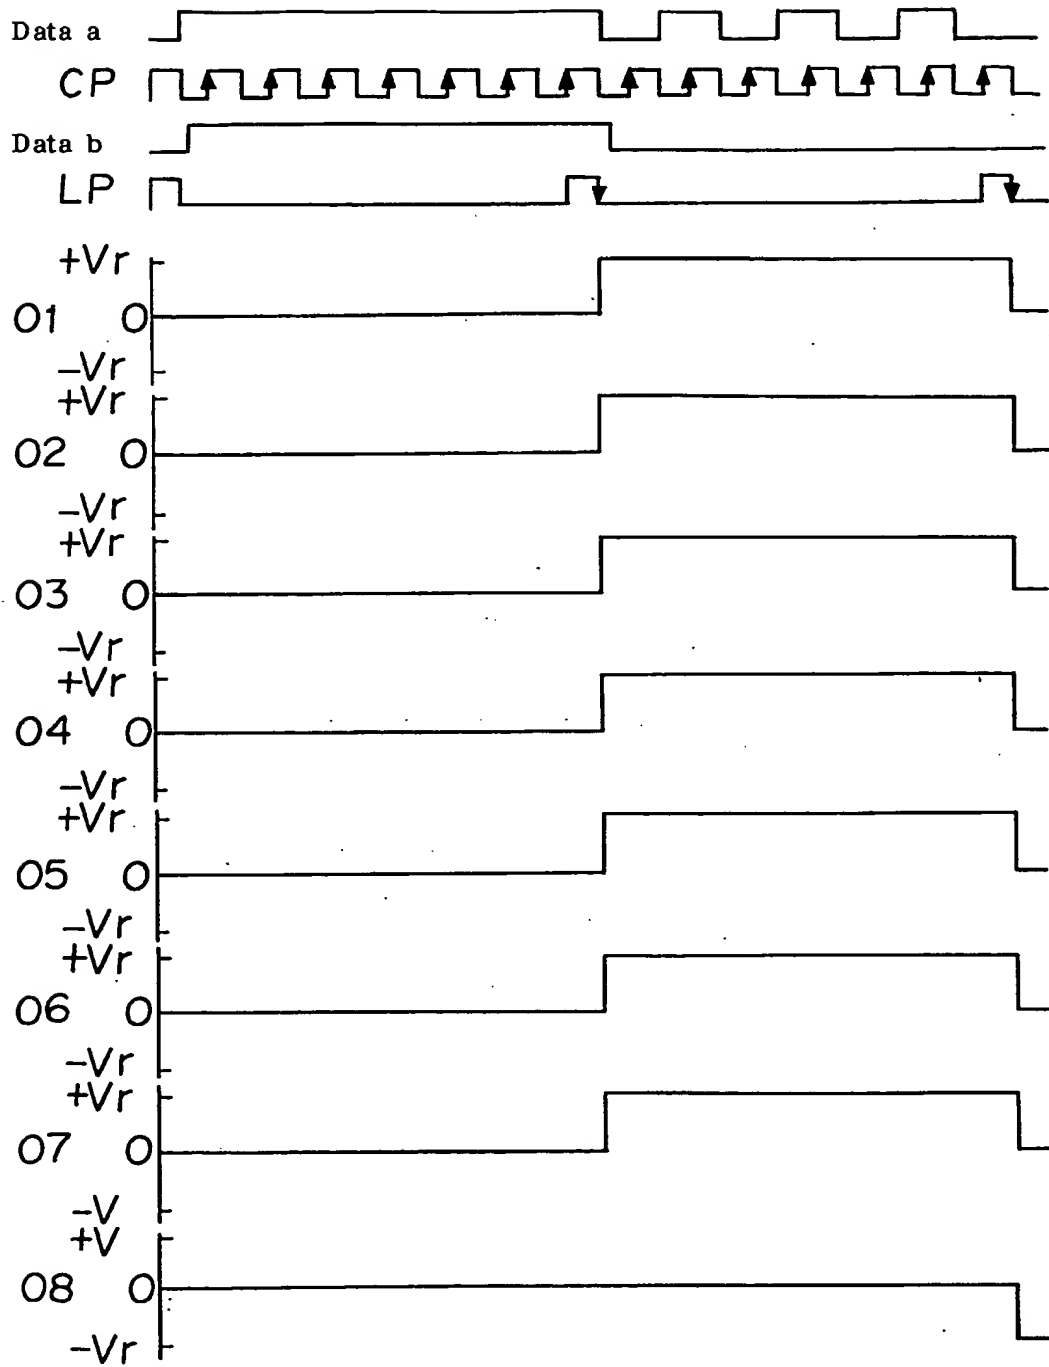 Data a
CP
Data b
LP
+Vr
O1 O
-Vr
+Vr
O2 O
-Vr
+Vr
O3 O
-Vr
+Vr
O4 O
-Vr
+Vr
O5 O
-Vr
+Vr
O6 O
-Vr
+Vr
O7 O
-V
+V
O8 O
-Vr